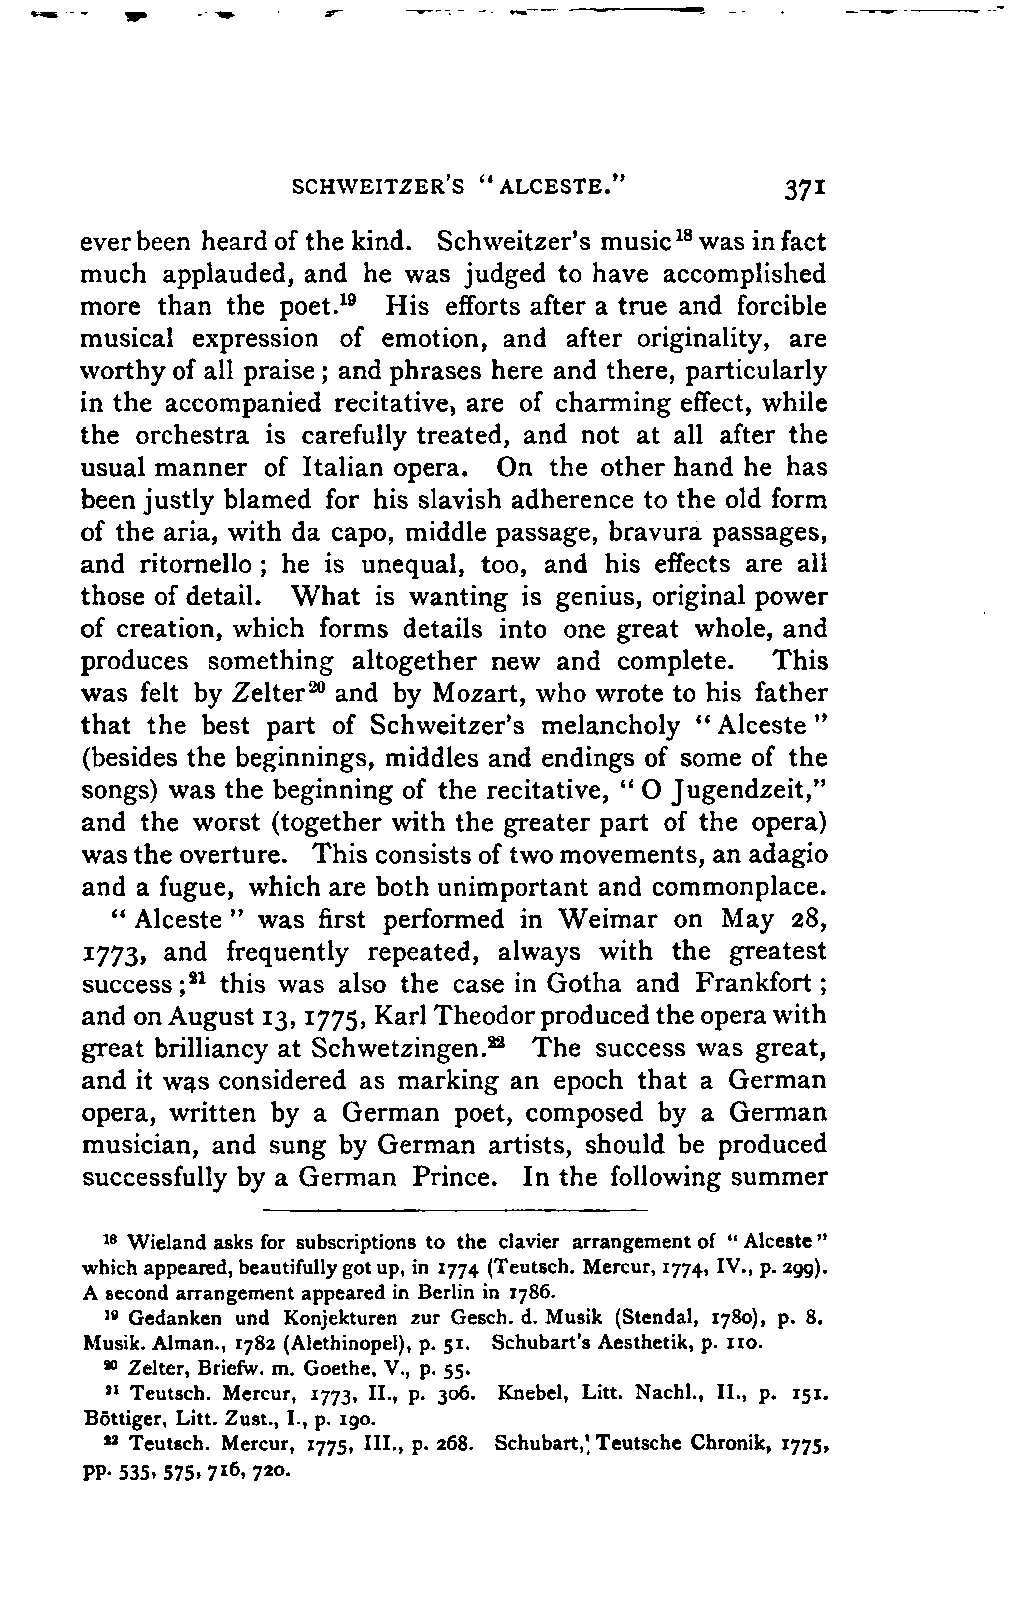 SCHWEITZER'S "ALCESTE." 371
ever been heard of the kind. Schweitzer's music¹⁸ was in fact
much applauded, and he was judged to have accomplished
more than the poet.¹⁹ His efforts after a true and forcible
musical expression of emotion, and after originality, are
worthy of all praise; and phrases here and there, particularly
in the accompanied recitative, are of charming effect, while
the orchestra is carefully treated, and not at all after the
usual manner of Italian opera. On the other hand he has
been justly blamed for his slavish adherence to the old form
of the aria, with da capo, middle passage, bravura passages,
and ritornello; he is unequal, too, and his effects are all
those of detail. What is wanting is genius, original power
of creation, which forms details into one great whole, and
produces something altogether new and complete. This
was felt by Zelter²⁰ and by Mozart, who wrote to his father
that the best part of Schweitzer's melancholy "Alceste"
(besides the beginnings, middles and endings of some of the
songs) was the beginning of the recitative, "O Jugendzeit,"
and the worst (together with the greater part of the opera)
was the overture. This consists of two movements, an adagio
and a fugue, which are both unimportant and commonplace.
"Alceste" was first performed in Weimar on May 28,
1773, and frequently repeated, always with the greatest
success;²¹ this was also the case in Gotha and Frankfort;
and on August 13, 1775, Karl Theodor produced the opera with
great brilliancy at Schwetzingen.²² The success was great,
and it was considered as marking an epoch that a German
opera, written by a German poet, composed by a German
musician, and sung by German artists, should be produced
successfully by a German Prince. In the following summer
¹⁸ Wieland asks for subscriptions to the clavier arrangement of "Alceste"
which appeared, beautifully got up, in 1774 (Teutsch. Mercur, 1774, IV., p. 299).
A second arrangement appeared in Berlin in 1786.
¹⁹ Gedanken und Konjekturen zur Gesch. d. Musik (Stendal, 1780), p. 8.
Musik. Alman., 1782 (Alethinopel), p. 51. Schubart's Aesthetik, p. 110.
²⁰ Zelter, Briefw. m. Goethe, V., p. 55.
²¹ Teutsch. Mercur, 1773, II., p. 306. Knebel, Litt. Nachl., II., p. 151.
Böttiger, Litt. Zust., I., p. 190.
²² Teutsch. Mercur, 1775, III., p. 268. Schubart, Teutsche Chronik, 1775,
pp. 535, 575, 716, 720.